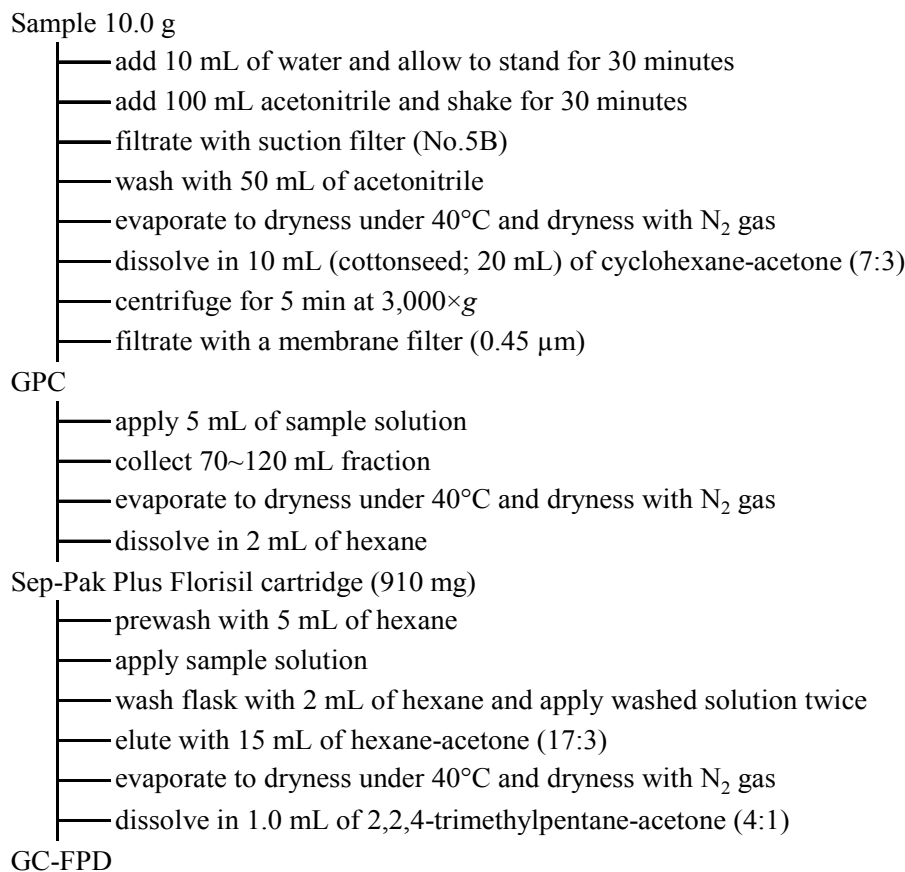 Sample 10.0 g
add 10 mL of water and allow to stand for 30 minutes
add 100 mL acetonitrile and shake for 30 minutes
filtrate with suction filter (No.5B)
wash with 50 mL of acetonitrile
evaporate to dryness under 40°C and dryness with N₂ gas
dissolve in 10 mL (cottonseed; 20 mL) of cyclohexane-acetone (7:3)
centrifuge for 5 min at 3,000×g
filtrate with a membrane filter (0.45 µm)
GPC
apply 5 mL of sample solution
collect 70~120 mL fraction
evaporate to dryness under 40°C and dryness with N₂ gas
dissolve in 2 mL of hexane
Sep-Pak Plus Florisil cartridge (910 mg)
prewash with 5 mL of hexane
apply sample solution
wash flask with 2 mL of hexane and apply washed solution twice
elute with 15 mL of hexane-acetone (17:3)
evaporate to dryness under 40°C and dryness with N₂ gas
dissolve in 1.0 mL of 2,2,4-trimethylpentane-acetone (4:1)
GC-FPD